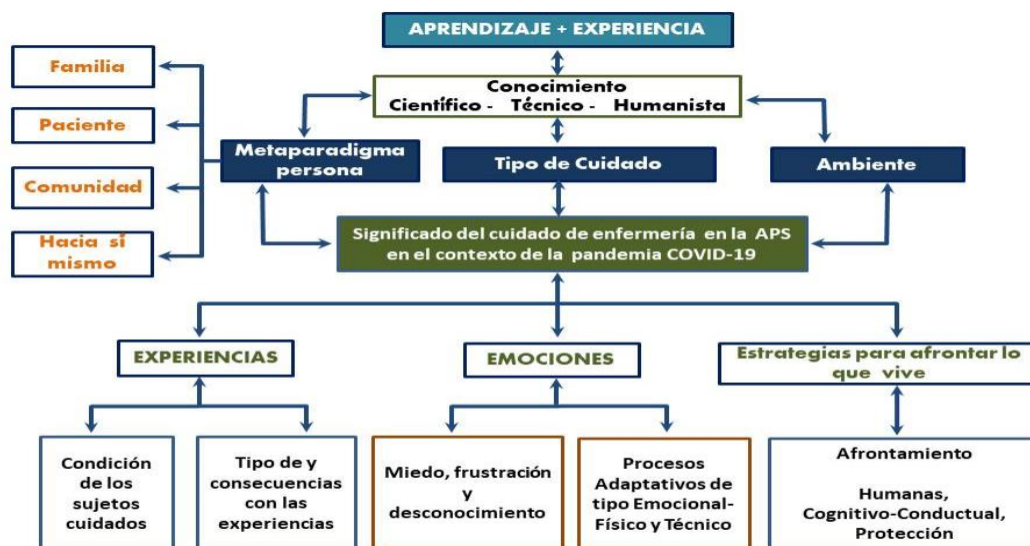 APRENDIZAJE + EXPERIENCIA
Conocimiento
Científico - Técnico - Humanista
Familia
Paciente
Comunidad
Hacia sí
mismo
Metaparadigma
persona
Tipo de Cuidado
Ambiente
Significado del cuidado de enfermería en la APS
en el contexto de la pandemia COVID-19
EXPERIENCIAS
EMOCIONES
Estrategias para afrontar lo
que vive
Condición
de los
sujetos
cuidados
Tipo de y
consecuencias
con las
experiencias
Miedo, frustración
y
desconocimiento
Procesos
Adaptativos de
tipo Emocional-
Físico y Técnico
Afrontamiento
Humanas,
Cognitivo-Conductual,
Protección